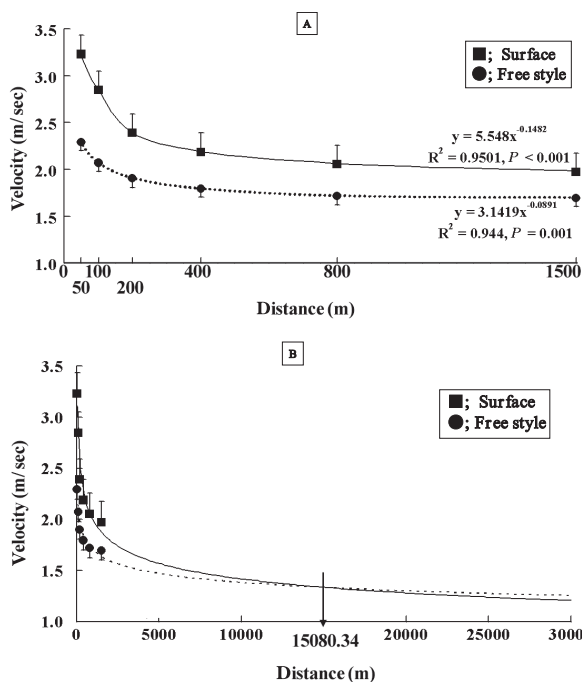 A
3.5
3.0
2.5
2.0
1.5
1.0
Velocity (m/sec)
■; Surface
●; Free style
y = 5.548x^-0.1482
R² = 0.9501, P < 0.001
y = 3.1419x^-0.0891
R² = 0.944, P = 0.001
0 100 400 800 1500
50 200
Distance (m)
B
3.5
3.0
2.5
2.0
1.5
1.0
Velocity (m/sec)
■; Surface
●; Free style
0 5000 10000 20000 25000 3000
15080.34
Distance (m)